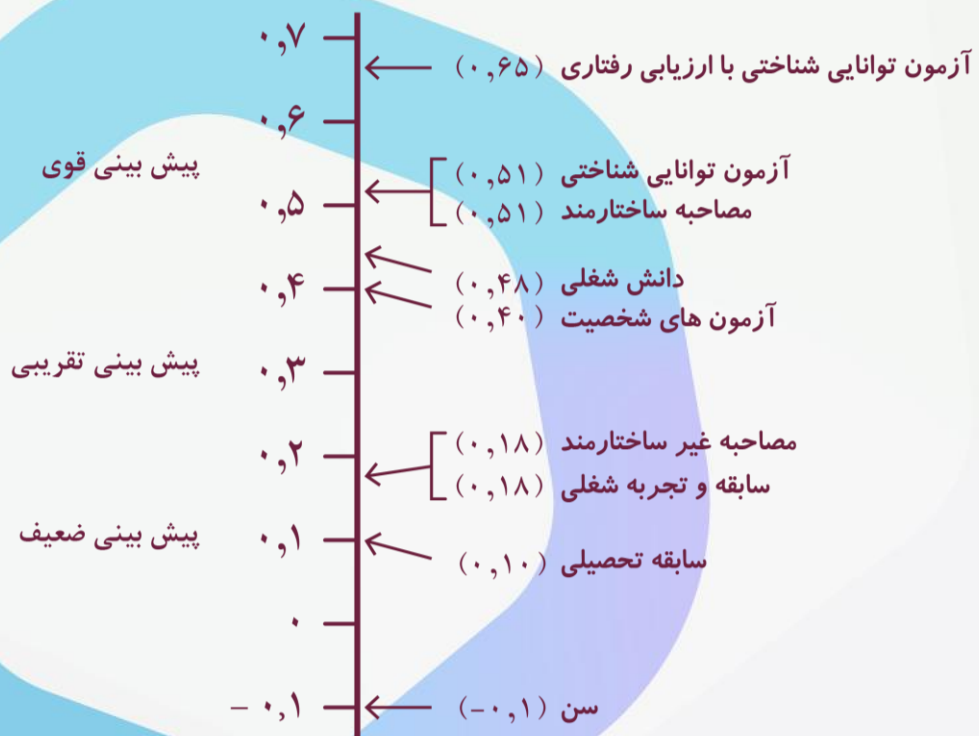 ۰,۷
آزمون توانایی شناختی با ارزیابی رفتاری (۰,۶۵)
۰,۶
پیش بینی قوی
آزمون توانایی شناختی (۰,۵۱)
مصاحبه ساختارمند (۰,۵۱)
۰,۵
دانش شغلی (۰,۴۸)
۰,۴
آزمون های شخصیت (۰,۴۰)
پیش بینی تقریبی
۰,۳
مصاحبه غیر ساختارمند (۰,۱۸)
۰,۲
سابقه و تجربه شغلی (۰,۱۸)
پیش بینی ضعیف
۰,۱
سابقه تحصیلی (۰,۱۰)
۰
سن (-۰,۱)
- ۰,۱